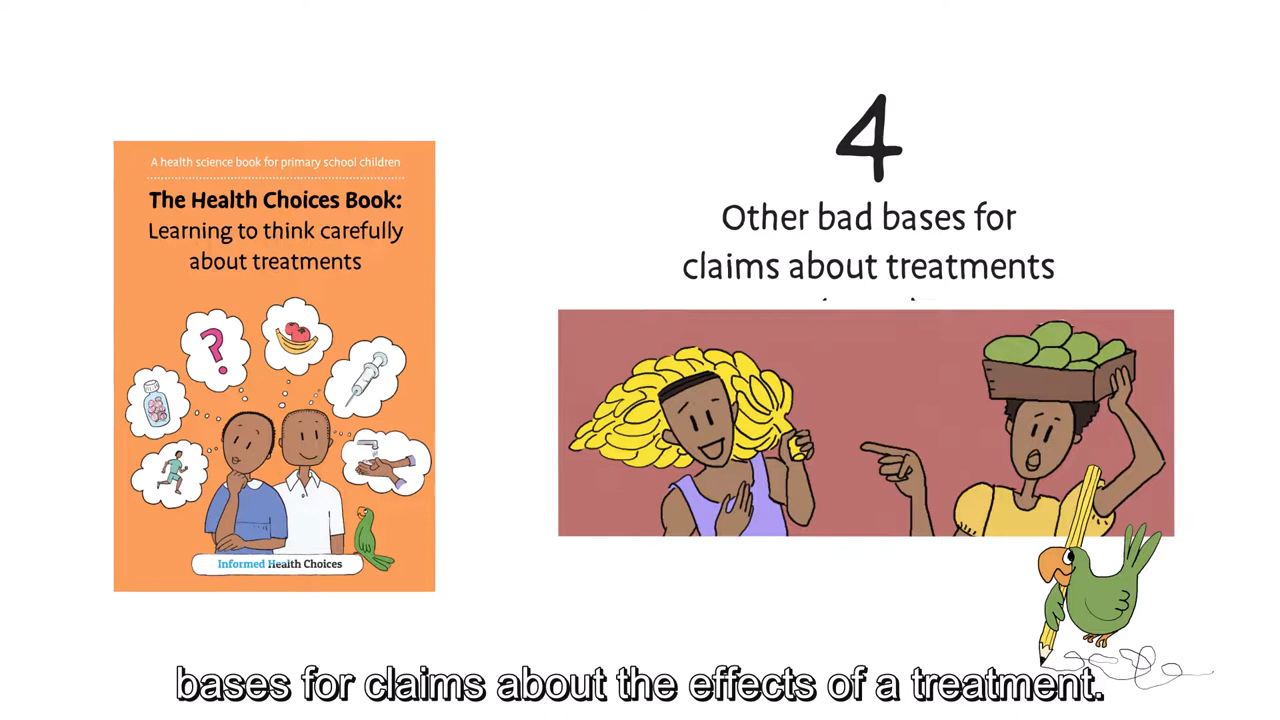 A health science book for primary school children
The Health Choices Book:
Learning to think carefully
about treatments
?
Informed Health Choices
4
Other bad bases for
claims about treatments
bases for claims about the effects of a treatment.